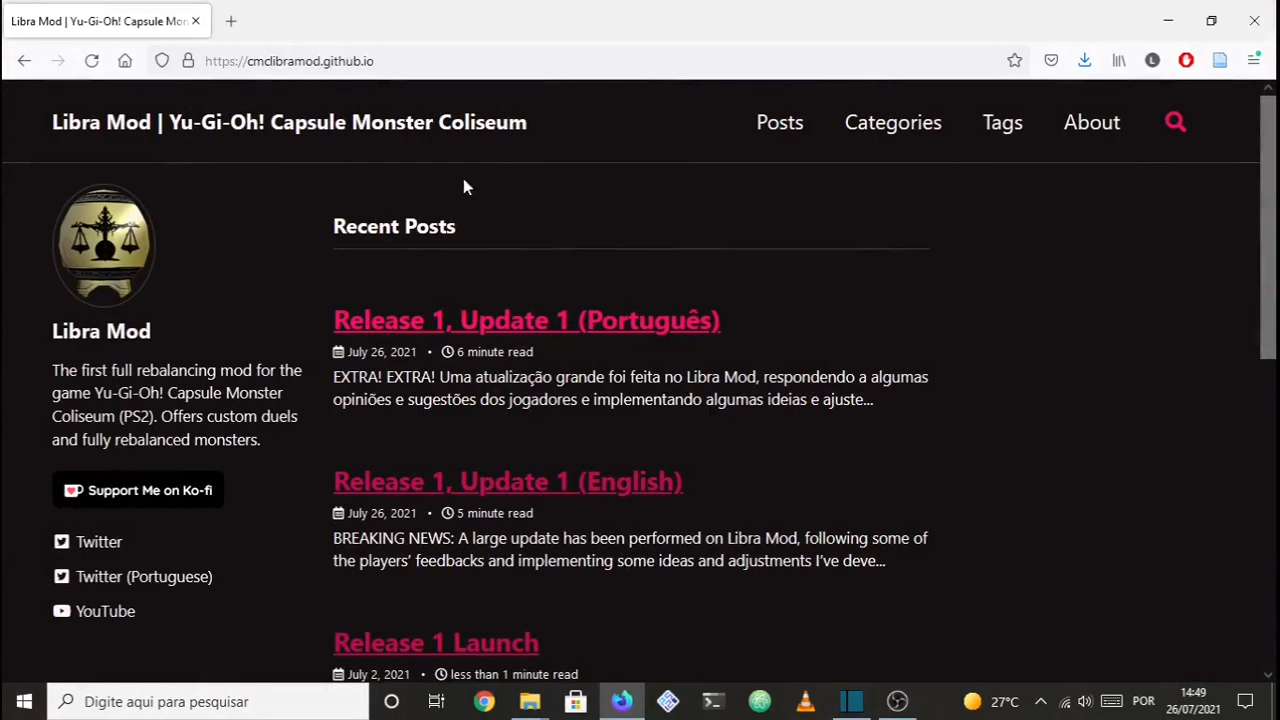 Libra Mod | Yu-Gi-Oh! Capsule Mon
https://cmclibramod.github.io
Libra Mod | Yu-Gi-Oh! Capsule Monster Coliseum
Posts
Categories
Tags
About
Libra Mod
The first full rebalancing mod for the
game Yu-Gi-Oh! Capsule Monster
Coliseum (PS2). Offers custom duels
and fully rebalanced monsters.
Support Me on Ko-fi
Twitter
Twitter (Portuguese)
YouTube
Recent Posts
Release 1, Update 1 (Português)
July 26, 2021 • 6 minute read
EXTRA! EXTRA! Uma atualização grande foi feita no Libra Mod, respondendo a algumas
opiniões e sugestões dos jogadores e implementando algumas ideias e ajuste...
Release 1, Update 1 (English)
July 26, 2021 • 5 minute read
BREAKING NEWS: A large update has been performed on Libra Mod, following some of
the players’ feedbacks and implementing some ideas and adjustments I’ve deve...
Release 1 Launch
July 2, 2021 • less than 1 minute read
Digite aqui para pesquisar
27°C
POR
14:49
26/07/2021